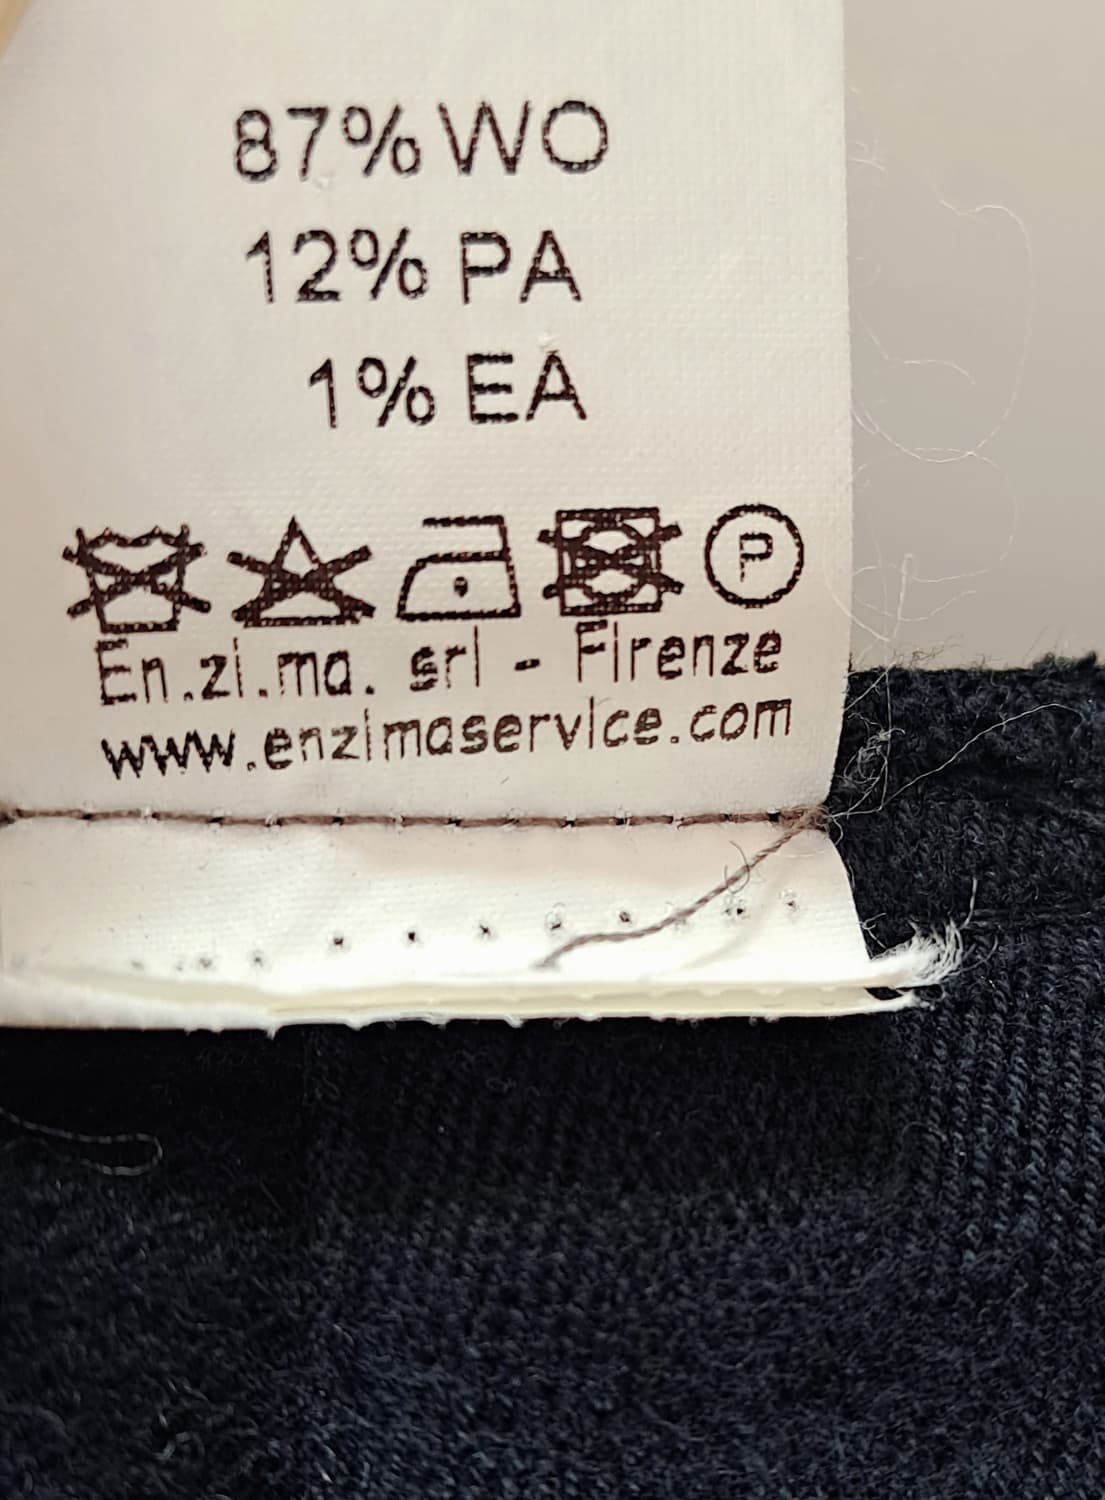 87% WO
12% PA
1% EA
P
En.zi.ma. srl - Firenze
www.enzimaservice.com